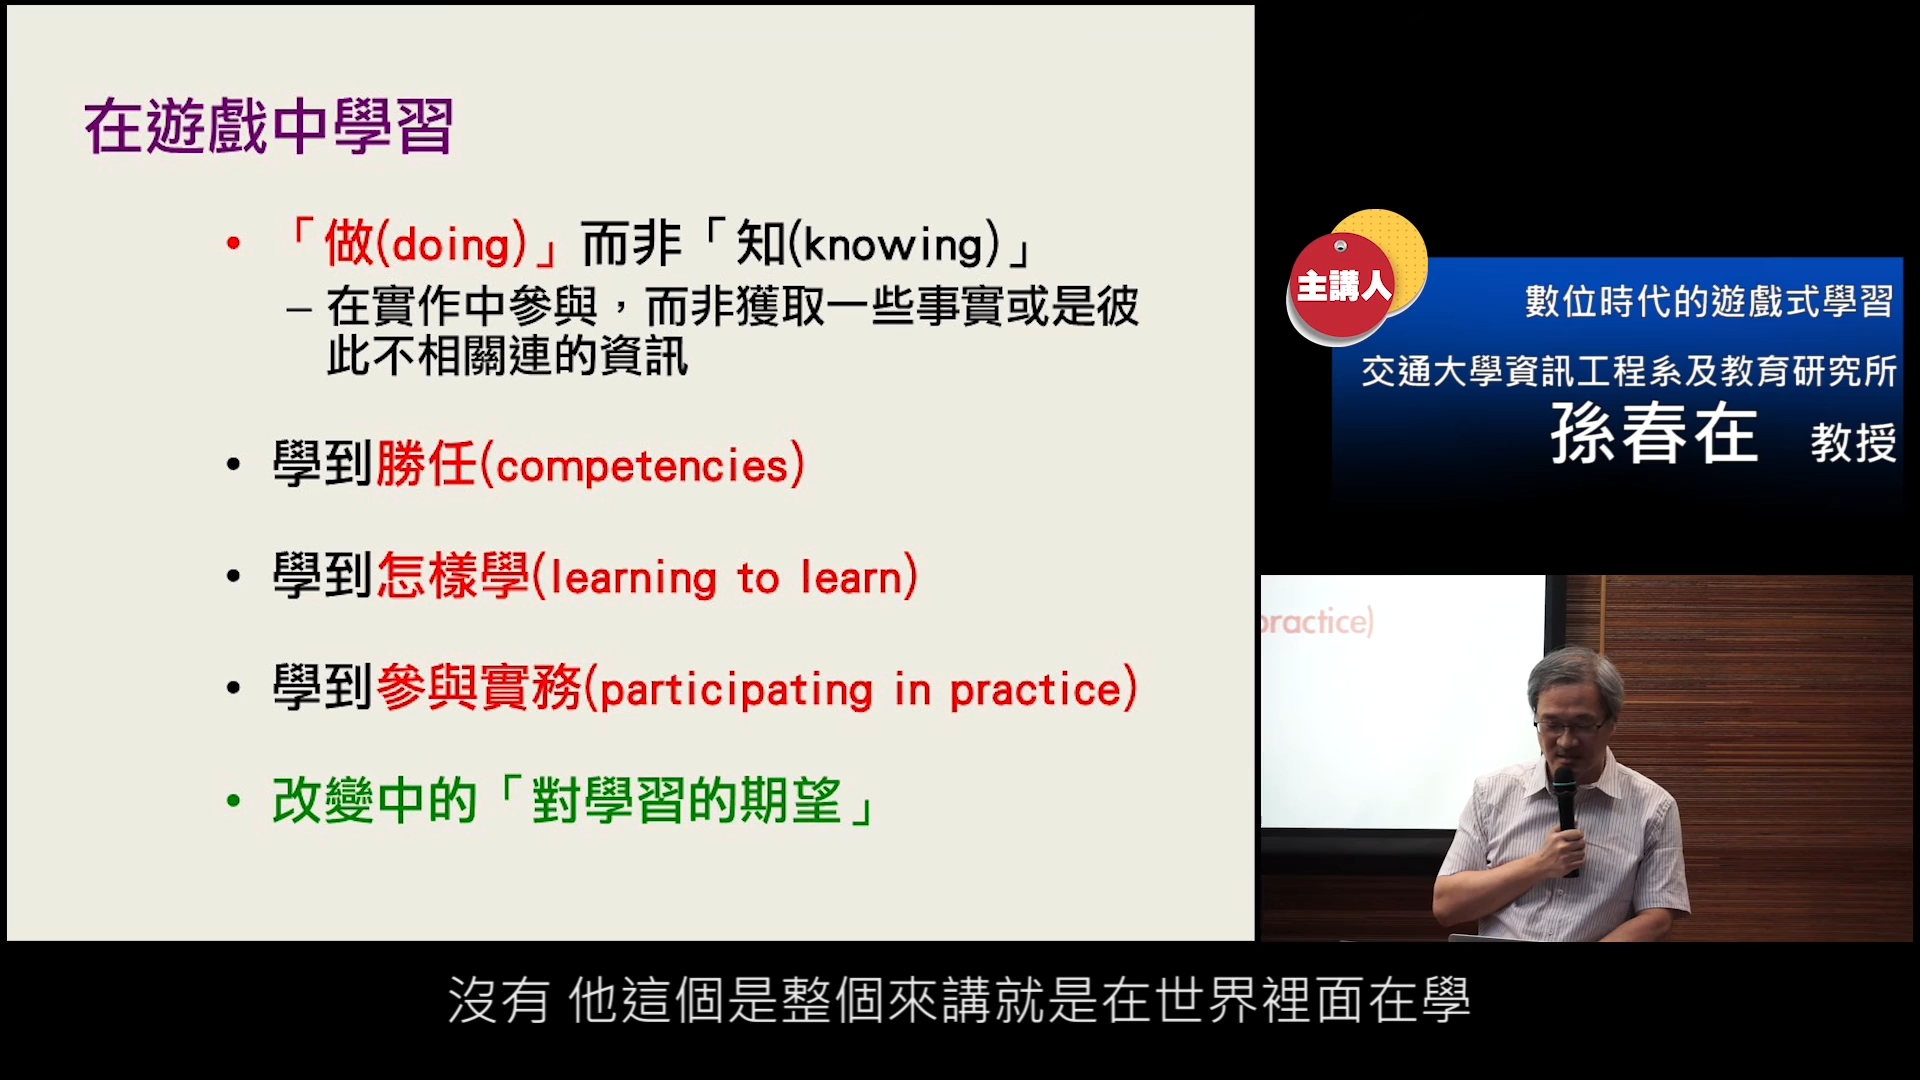 在遊戲中學習
• 「做(doing)」而非「知(knowing)」
– 在實作中參與，而非獲取一些事實或是彼
此不相關連的資訊
• 學到勝任(competencies)
• 學到怎樣學(learning to learn)
• 學到參與實務(participating in practice)
• 改變中的「對學習的期望」
主講人
數位時代的遊戲式學習
交通大學資訊工程系及教育研究所
孫春在 教授
practice)
沒有 他這個是整個來講就是在世界裡面在學